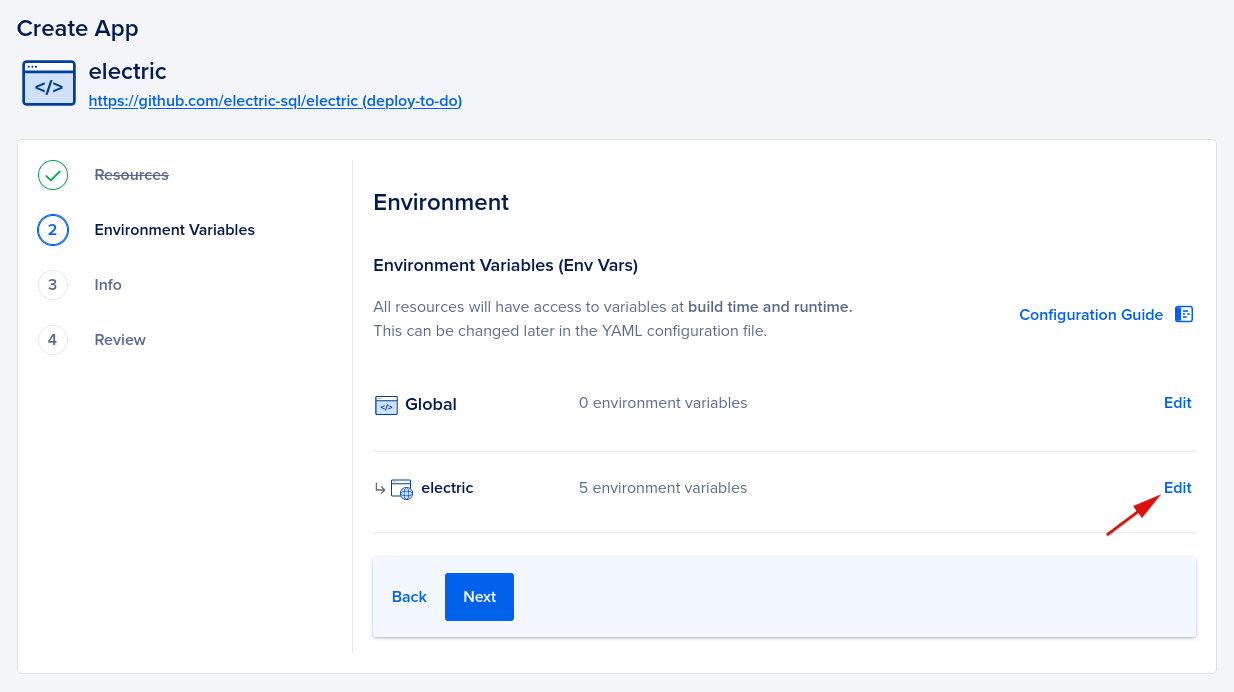 Create App
</>
electric
https://github.com/electric-sql/electric (deploy-to-do)
Resources
2 Environment Variables
3 Info
4 Review
Environment
Environment Variables (Env Vars)
All resources will have access to variables at build time and runtime.
This can be changed later in the YAML configuration file.
Configuration Guide
</> Global 0 environment variables Edit
electric 5 environment variables Edit
Back Next